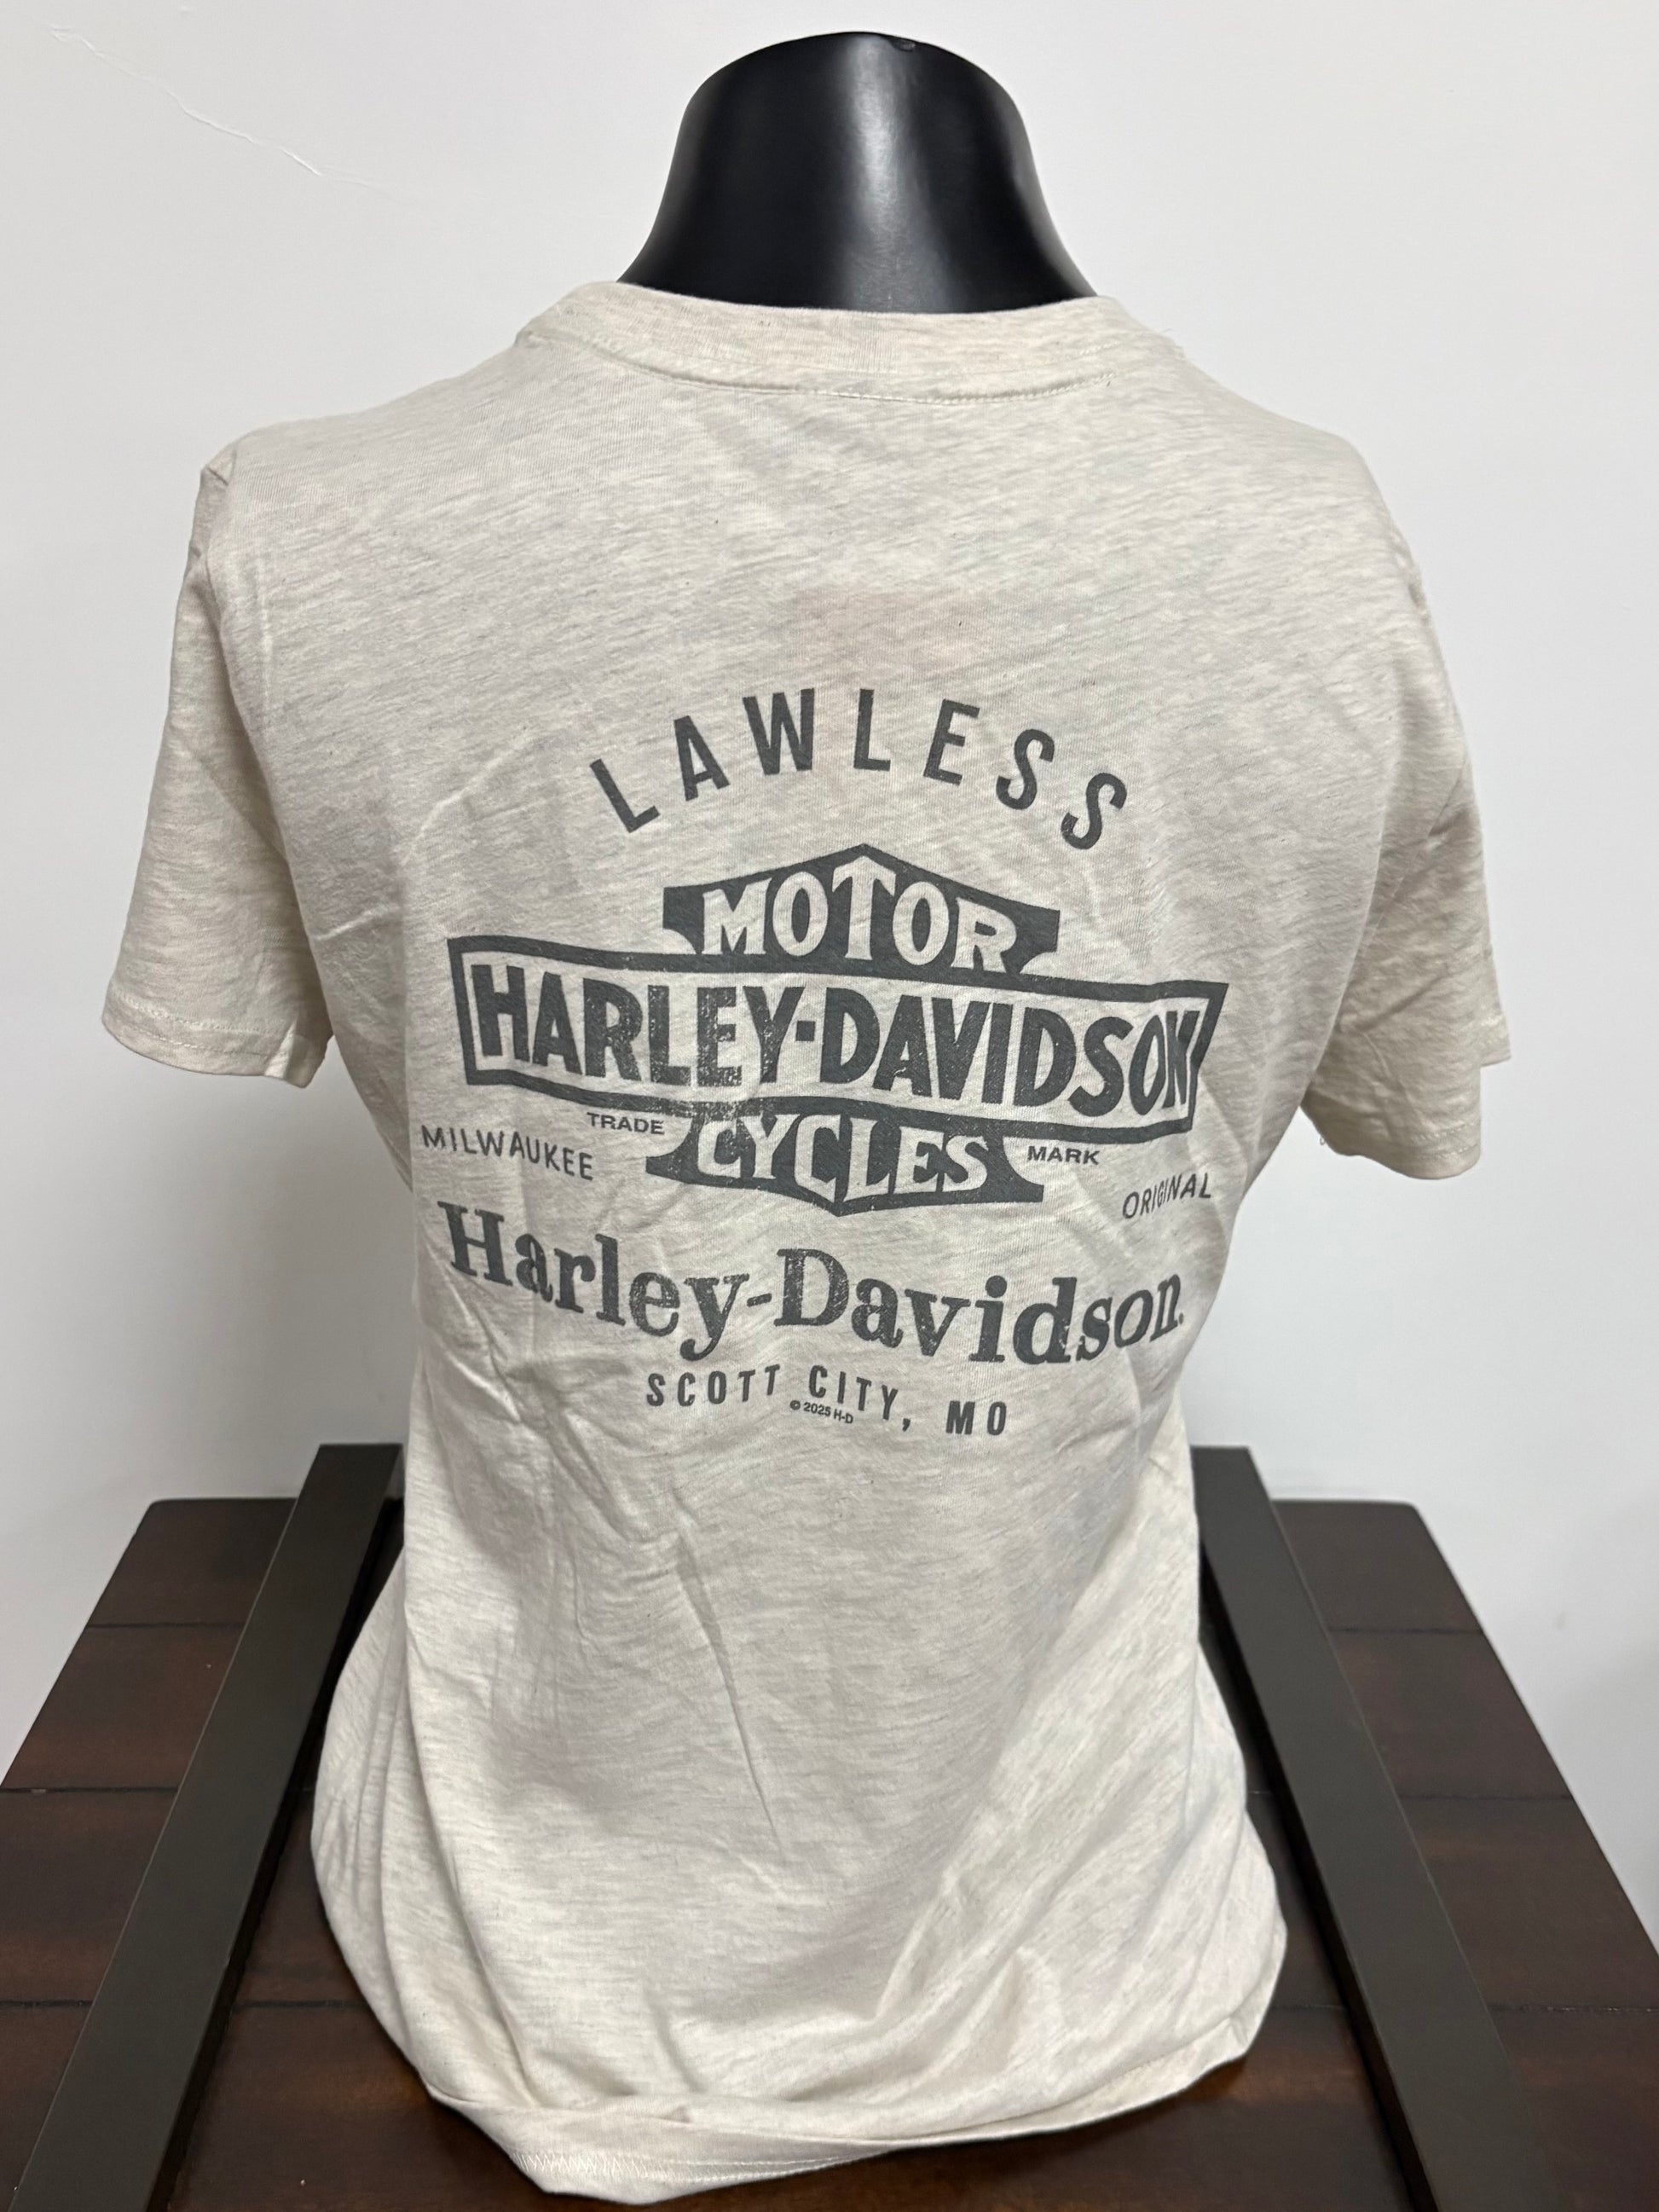 LAWLESS
MOTOR
HARLEY-DAVIDSON
CYCLES
TRADE MARK
MILWAUKEE ORIGINAL
Harley-Davidson
SCOTT CITY, MO
© 2025 H-D